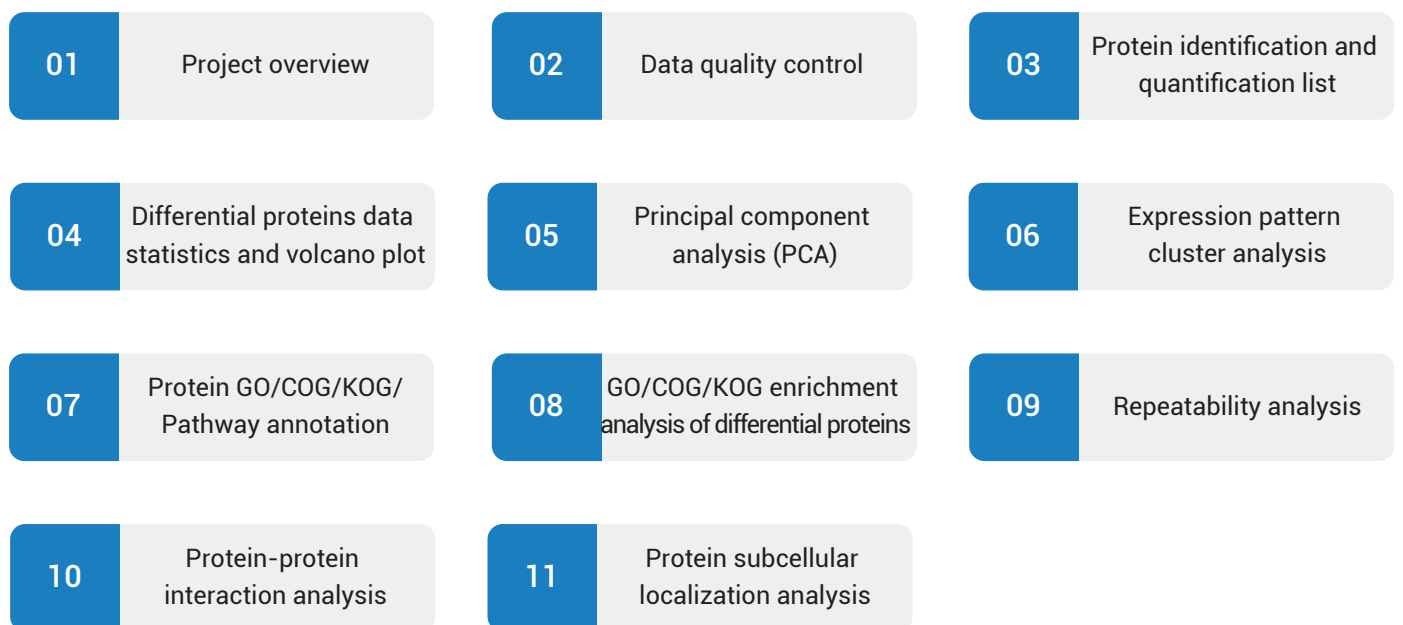 01
Project overview
02
Data quality control
03
Protein identification and
quantification list
04
Differential proteins data
statistics and volcano plot
05
Principal component
analysis (PCA)
06
Expression pattern
cluster analysis
07
Protein GO/COG/KOG/
Pathway annotation
08
GO/COG/KOG enrichment
analysis of differential proteins
09
Repeatability analysis
10
Protein-protein
interaction analysis
11
Protein subcellular
localization analysis